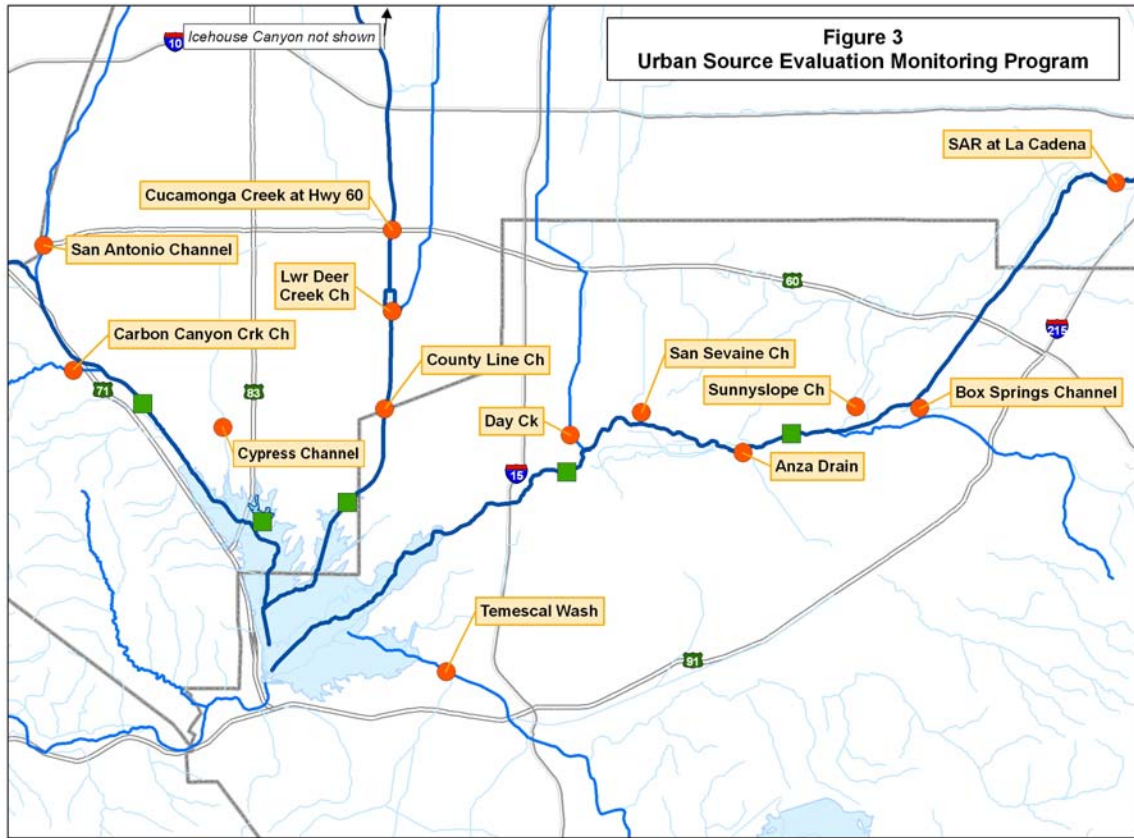 Figure 3
Urban Source Evaluation Monitoring Program
Icehouse Canyon not shown
10
SAR at La Cadena
Cucamonga Creek at Hwy 60
San Antonio Channel
Lwr Deer
Creek Ch
60
215
Carbon Canyon Crk Ch
County Line Ch
San Sevaine Ch
71
83
Sunnyslope Ch
Box Springs Channel
Day Ck
Cypress Channel
Anza Drain
15
Temescal Wash
91